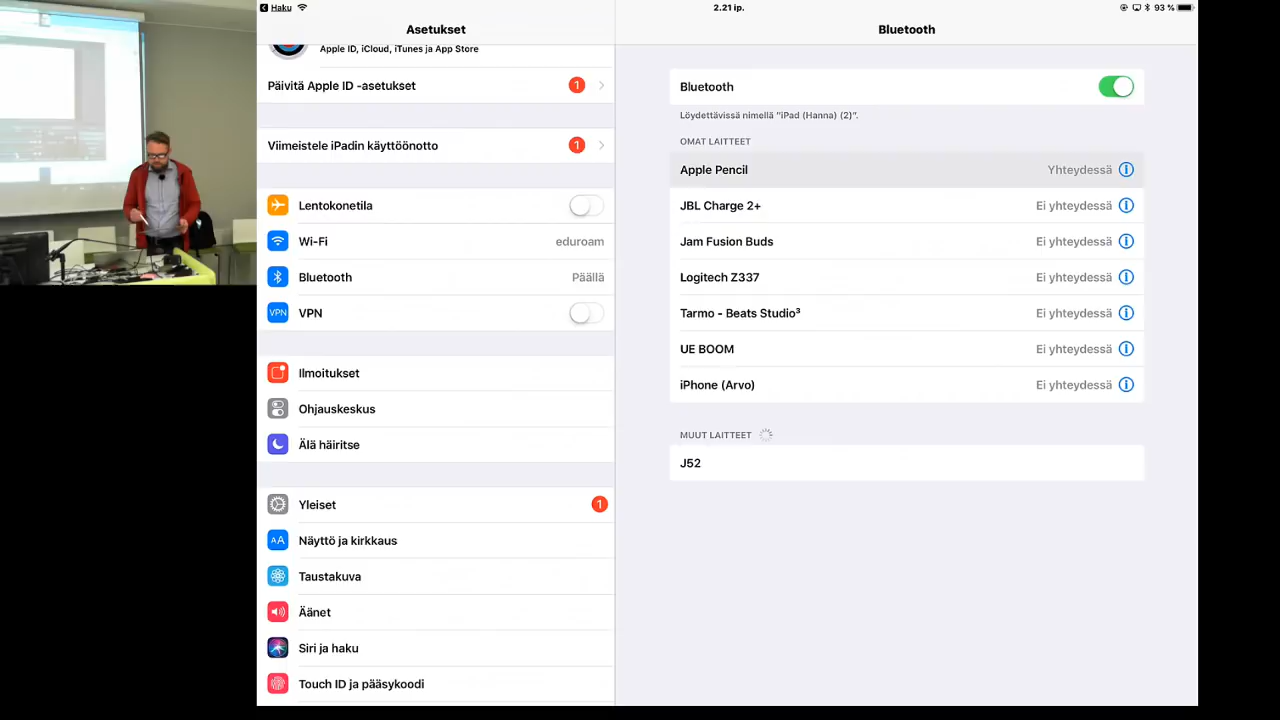 Haku
2.21 ip.
93 %
Asetukset
Apple ID, iCloud, iTunes ja App Store
Päivitä Apple ID -asetukset
1
Viimeistele iPadin käyttöönotto
1
Lentokonetila
Wi-Fi
eduroam
Bluetooth
Päällä
VPN
VPN
Ilmoitukset
Ohjauskeskus
Älä häiritse
Yleiset
1
AA
Näyttö ja kirkkaus
Taustakuva
Äänet
Siri ja haku
Touch ID ja pääsykoodi
Bluetooth
Bluetooth
Löydettävissä nimellä "iPad (Hanna) (2)".
OMAT LAITTEET
Apple Pencil
Yhteydessä
JBL Charge 2+
Ei yhteydessä
Jam Fusion Buds
Ei yhteydessä
Logitech Z337
Ei yhteydessä
Tarmo - Beats Studio³
Ei yhteydessä
UE BOOM
Ei yhteydessä
iPhone (Arvo)
Ei yhteydessä
MUUT LAITTEET
J52